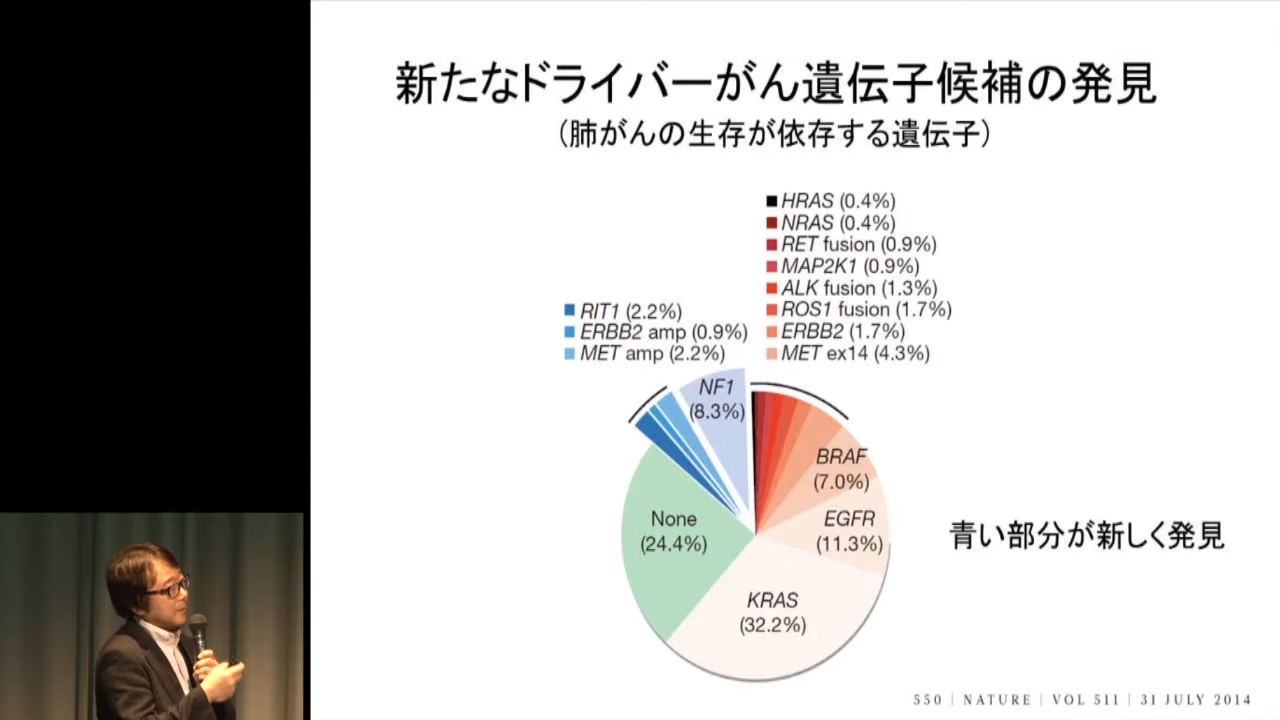 新たなドライバーがん遺伝子候補の発見
（肺がんの生存が依存する遺伝子）
HRAS (0.4%)
NRAS (0.4%)
RET fusion (0.9%)
MAP2K1 (0.9%)
ALK fusion (1.3%)
ROS1 fusion (1.7%)
ERBB2 (1.7%)
MET ex14 (4.3%)
RIT1 (2.2%)
ERBB2 amp (0.9%)
MET amp (2.2%)
NF1
(8.3%)
BRAF
(7.0%)
EGFR
(11.3%)
None
(24.4%)
KRAS
(32.2%)
青い部分が新しく発見
550 | NATURE | VOL 511 | 31 JULY 2014